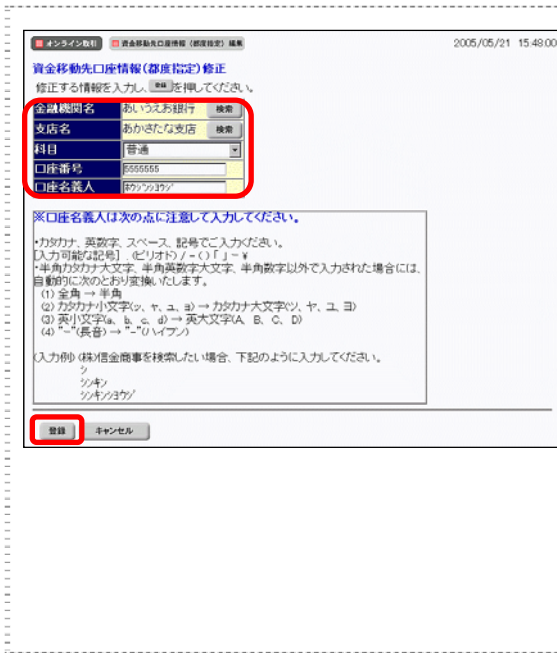 オンライン取引 資金移動先口座情報（都度指定）編集 2005/05/21 15:48:00
資金移動先口座情報（都度指定）修正
修正する情報を入力し、登録を押してください。
金融機関名 あいうえお銀行 検索
支店名 あかさたな支店 検索
科目 普通
口座番号 5555555
口座名義人
※口座名義人は次の点に注意して入力してください。
・カタカナ、英数字、スペース、記号でご入力ください。
[入力可能な記号] . (ピリオド) / - ( ) 「 」 ~ ¥
・半角カタカナ大文字、半角英数字大文字、半角数字以外で入力された場合には、
自動的に次のとおり変換いたします。
(1) 全角 → 半角
(2) カタカナ小文字(ッ、ャ、ュ、ョ) → カタカナ大文字(ツ、ヤ、ユ、ヨ)
(3) 英小文字(a、b、c、d) → 英大文字(A、B、C、D)
(4) "ー"(長音) → "-"(ハイフン)
(入力例) (株)信金商事を検索したい場合、下記のように入力してください。
シ
シンキン
シンキンシヨウジ
登録 キャンセル